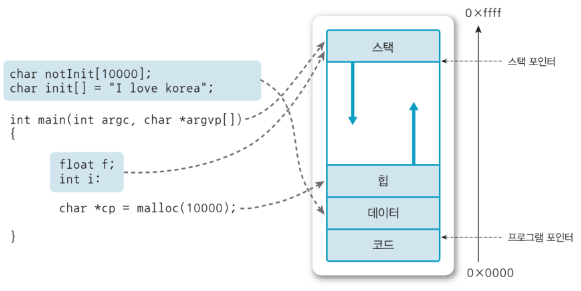 char notInit[10000];
char init[] = "I love korea";
int main(int argc, char *argvp[])
{
float f;
int i:
char *cp = malloc(10000);
}
0×ffff
스택
스택 포인터
힙
데이터
코드
프로그램 포인터
0×0000